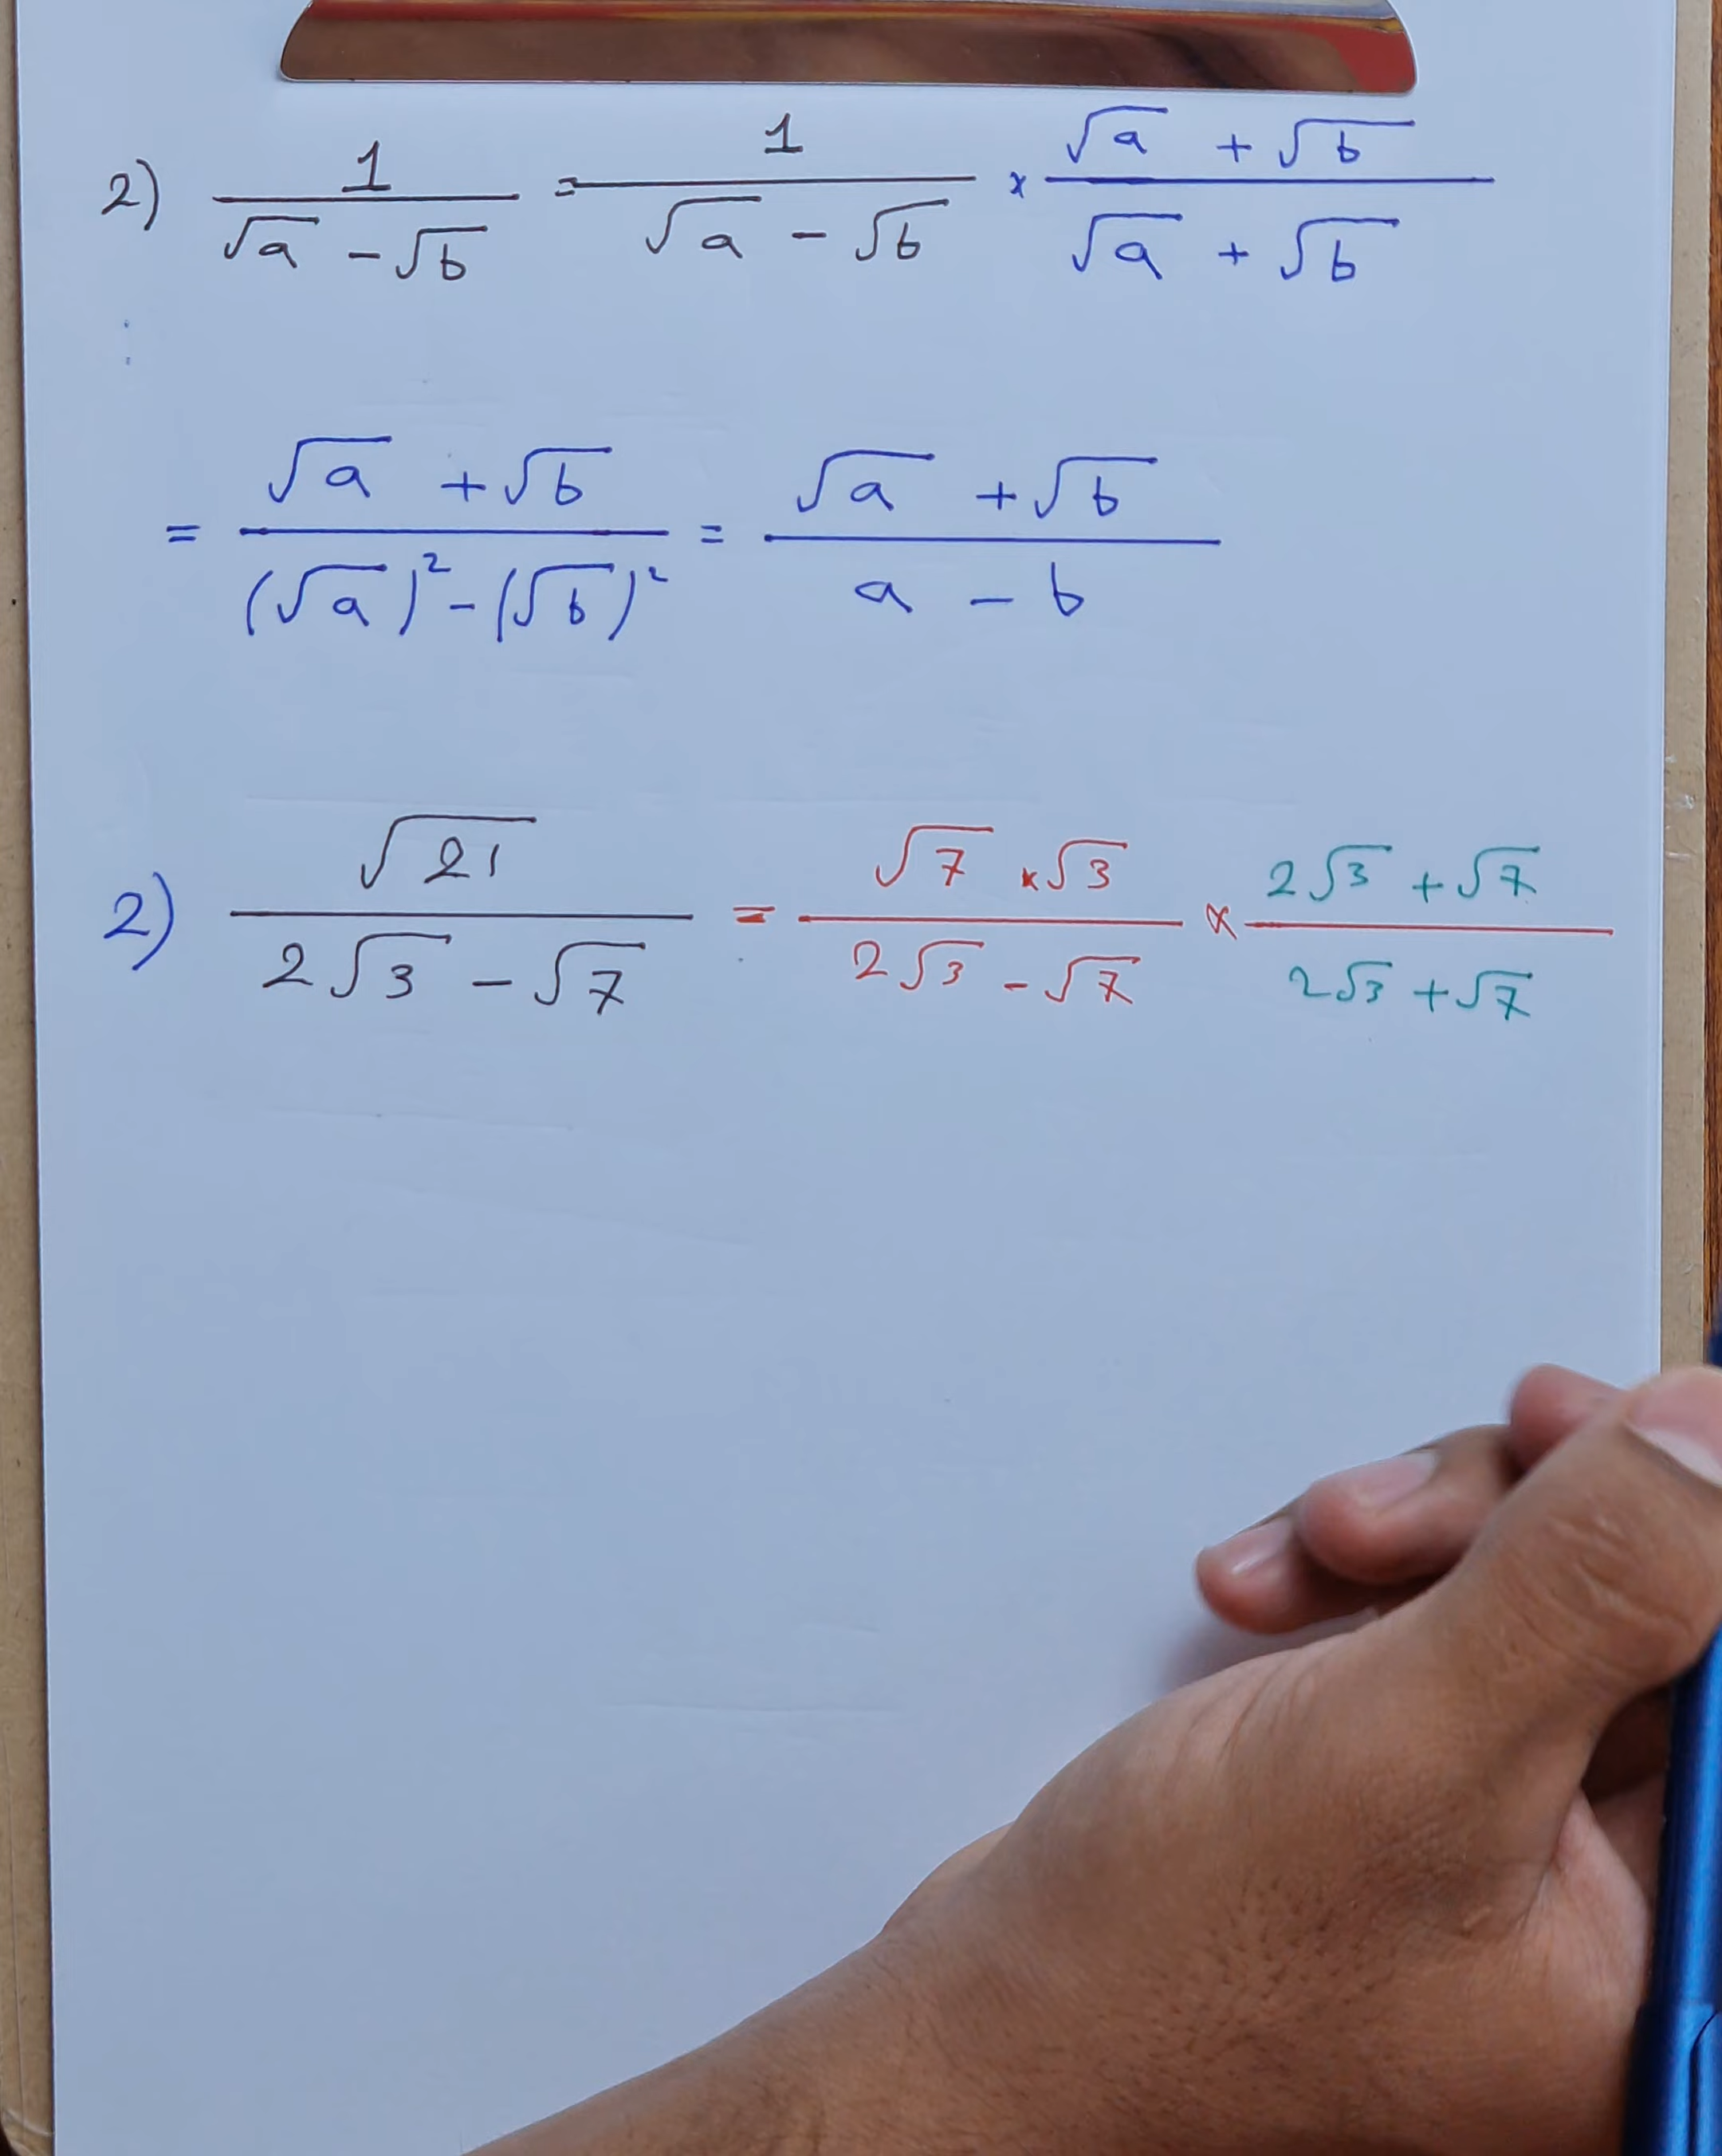 2) 1/(√a - √b) = 1/(√a - √b) × (√a + √b)/(√a + √b)
= (√a + √b)/((√a)² - (√b)²) = (√a + √b)/(a - b)
2) √21/(2√3 - √7) = (√7 × √3)/(2√3 - √7) × (2√3 + √7)/(2√3 + √7)